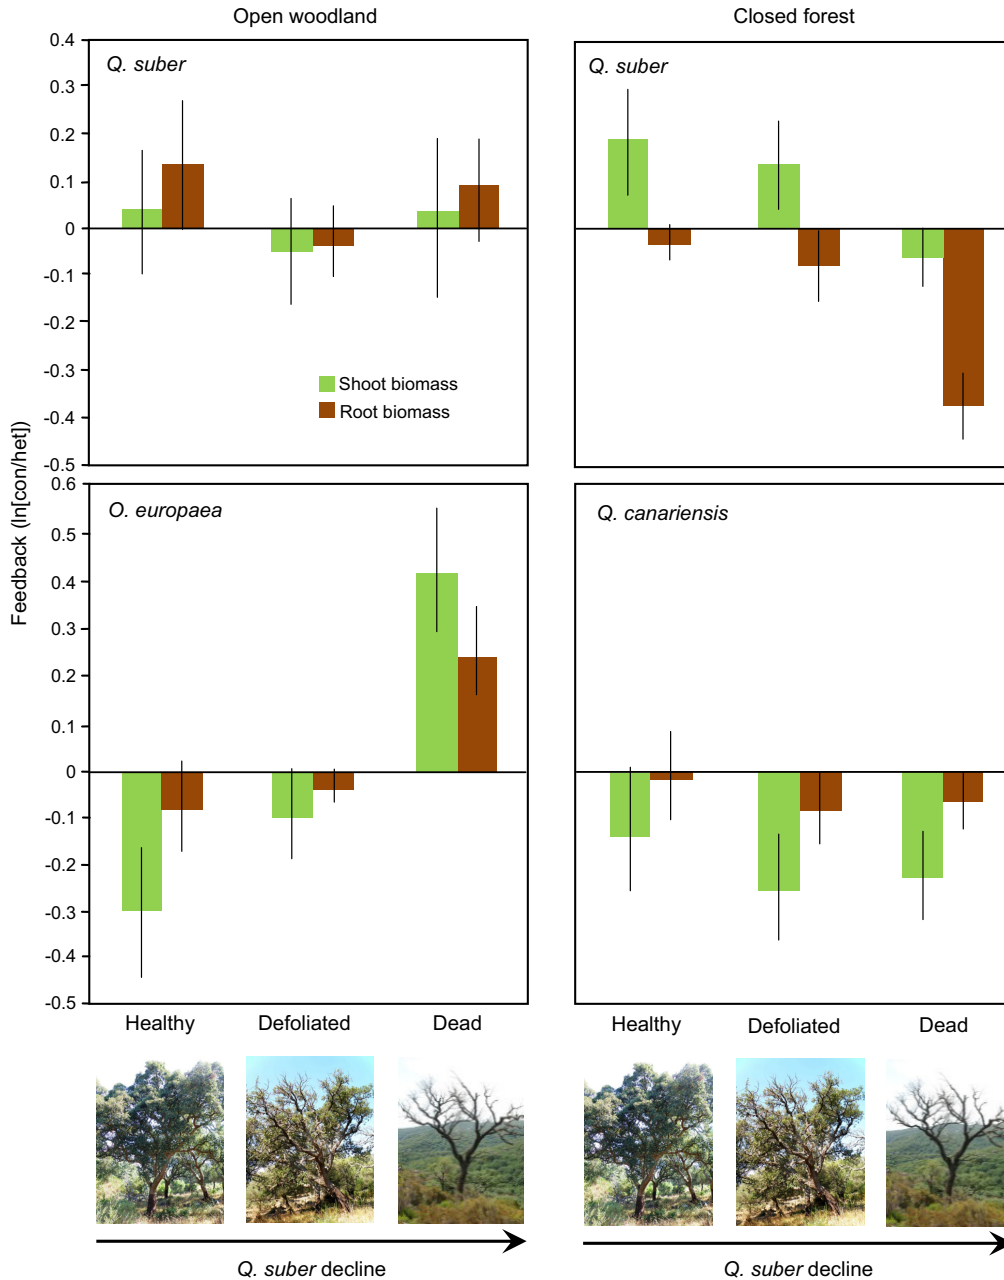 Open woodland
Closed forest
0.4
0.3
0.2
0.1
0
-0.1
-0.2
-0.3
-0.4
-0.5
Q. suber
Shoot biomass
Root biomass
Q. suber
Feedback (ln[con/het])
0.6
0.5
0.4
0.3
0.2
0.1
0
-0.1
-0.2
-0.3
-0.4
-0.5
O. europaea
Q. canariensis
Healthy Defoliated Dead
Healthy Defoliated Dead
Q. suber decline
Q. suber decline